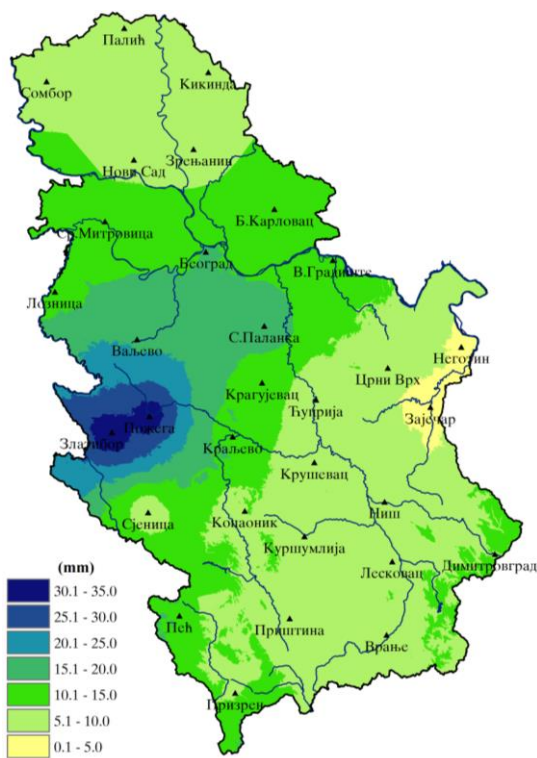 Палић
Сомбор
Кикинда
Зрењанин
Нови Сад
Б.Карловац
Ср.Митровица
Београд
В.Градиште
Лозница
С.Паланка
Ваљево
Неготин
Црни Врх
Крагујевац
Ћуприја
Зајечар
Пожега
Златибор
Краљево
Крушевац
Сјеница
Копаоник
Ниш
Куршумлија
Димитровград
Лесковац
Пећ
Приштина
Врање
Призрен
(mm)
30.1 - 35.0
25.1 - 30.0
20.1 - 25.0
15.1 - 20.0
10.1 - 15.0
5.1 - 10.0
0.1 - 5.0